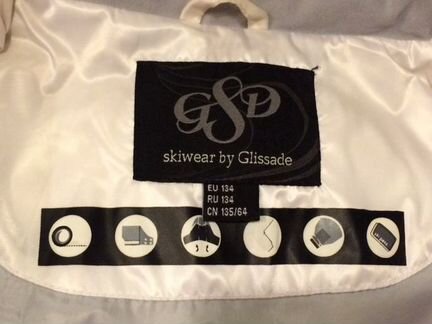 GSD
skiwear by Glissade
EU 134
RU 134
CN 135/64